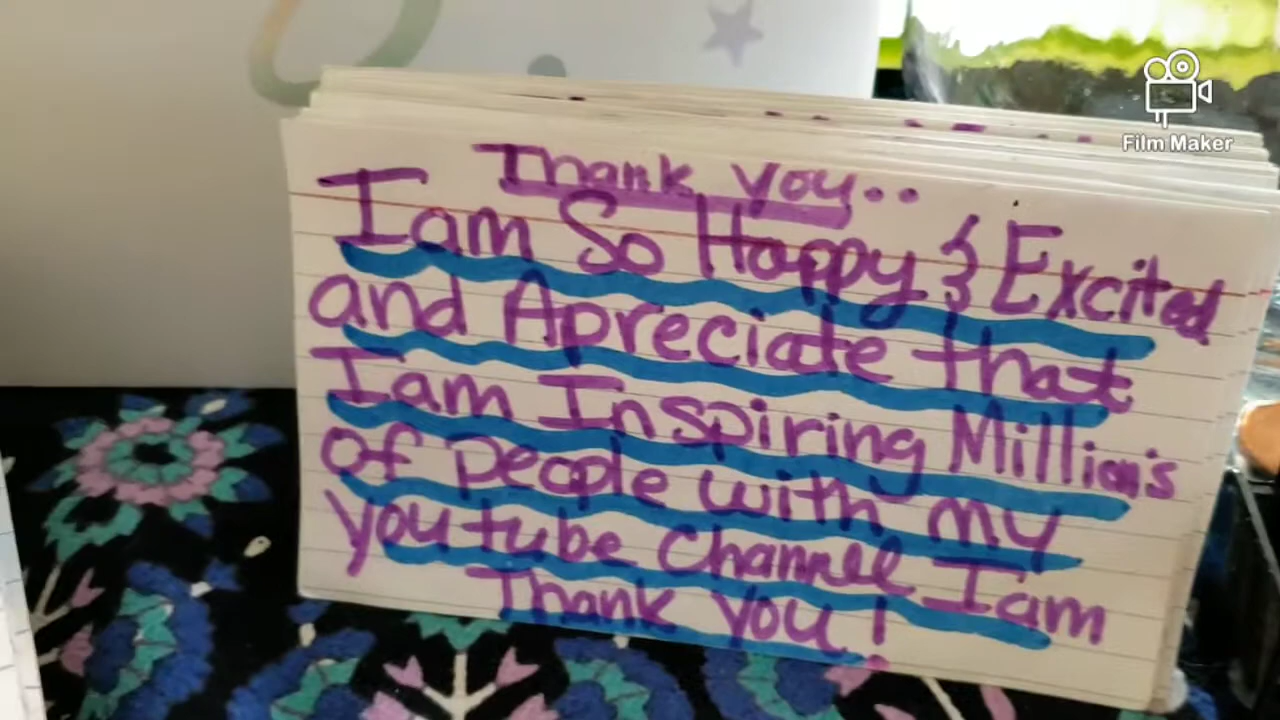 Thank you..
I am So Happy & Excited
and Apreciate that
I am Inspiring Million's
of people with my
youtube Channel I am
Thank you!
Film Maker